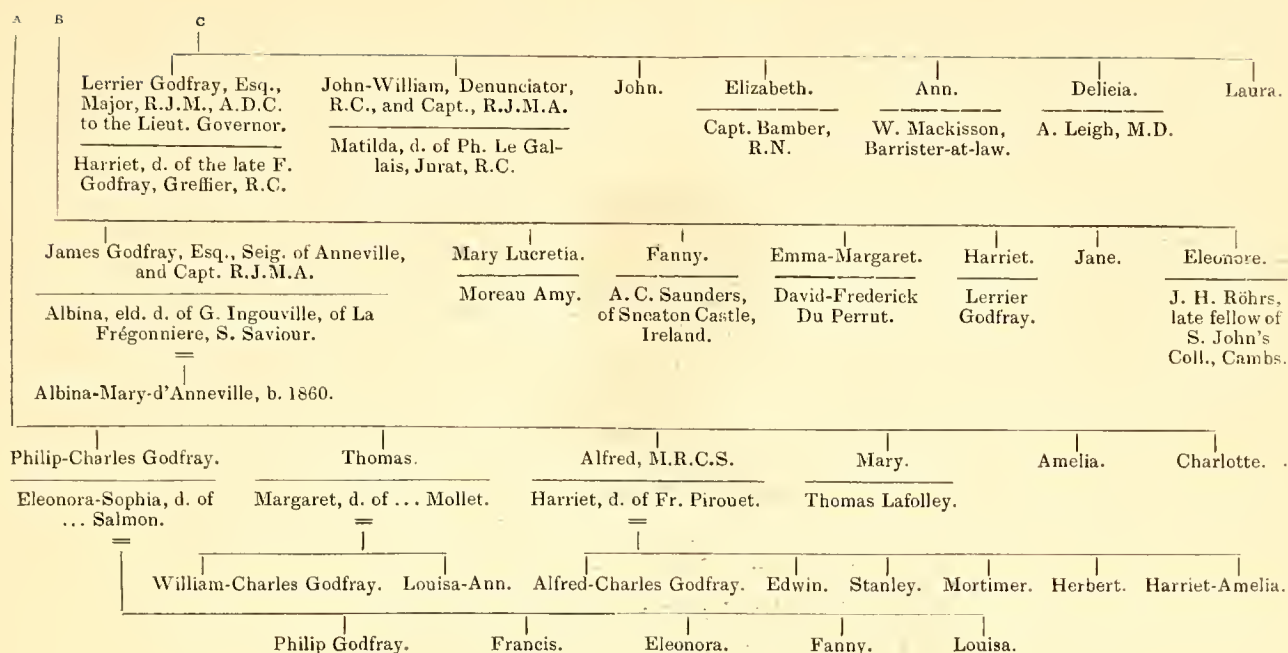 A B C
Lerrier Godfray, Esq.,
Major, R.J.M., A.D.C.
to the Lieut. Governor.
Harriet, d. of the late F.
Godfray, Greffier, R.C.
John-William, Denunciator,
R.C., and Capt., R.J.M.A.
Matilda, d. of Ph. Le Gal-
lais, Jurat, R.C.
John.
Elizabeth.
Capt. Bamber,
R.N.
Ann.
W. Mackisson,
Barrister-at-law.
Delieia.
A. Leigh, M.D.
Laura.
James Godfray, Esq., Seig. of Anneville,
and Capt. R.J.M.A.
Albina, eld. d. of G. Ingouville, of La
Frégonniere, S. Saviour.
=
Albina-Mary-d'Anneville, b. 1860.
Mary Lucretia.
Moreau Amy.
Fanny.
A. C. Saunders,
of Sneaton Castle,
Ireland.
Emma-Margaret.
David-Frederick
Du Perrut.
Harriet.
Lerrier
Godfray.
Jane.
Eleonore.
J. H. Röhrs,
late fellow of
S. John's
Coll., Cambs.
Philip-Charles Godfray.
Eleonora-Sophia, d. of
... Salmon.
=
Thomas.
Margaret, d. of ... Mollet.
=
Alfred, M.R.C.S.
Harriet, d. of Fr. Pirouet.
=
Mary.
Thomas Lafolley.
Amelia.
Charlotte.
William-Charles Godfray. Louisa-Ann. Alfred-Charles Godfray. Edwin. Stanley. Mortimer. Herbert. Harriet-Amelia.
Philip Godfray. Francis. Eleonora. Fanny. Louisa.